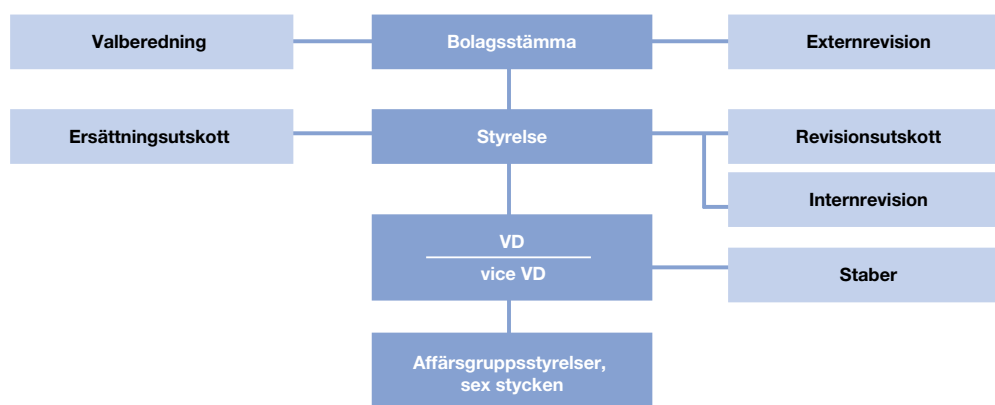 Valberedning
Bolagsstämma
Externrevision
Ersättningsutskott
Styrelse
Revisionsutskott
Internrevision
VD
vice VD
Staber
Affärsgruppsstyrelser,
sex stycken